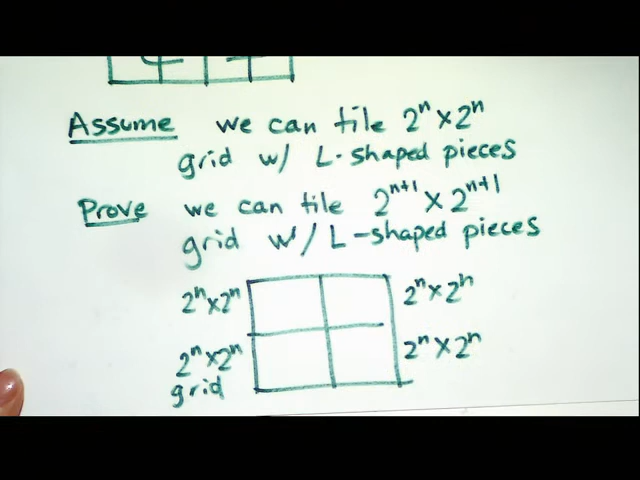 Assume we can tile 2ⁿ × 2ⁿ
grid w/ L-shaped pieces
Prove we can tile 2ⁿ⁺¹ × 2ⁿ⁺¹
grid w/ L-shaped pieces
2ⁿ×2ⁿ 2ⁿ×2ⁿ
2ⁿ×2ⁿ 2ⁿ×2ⁿ
grid